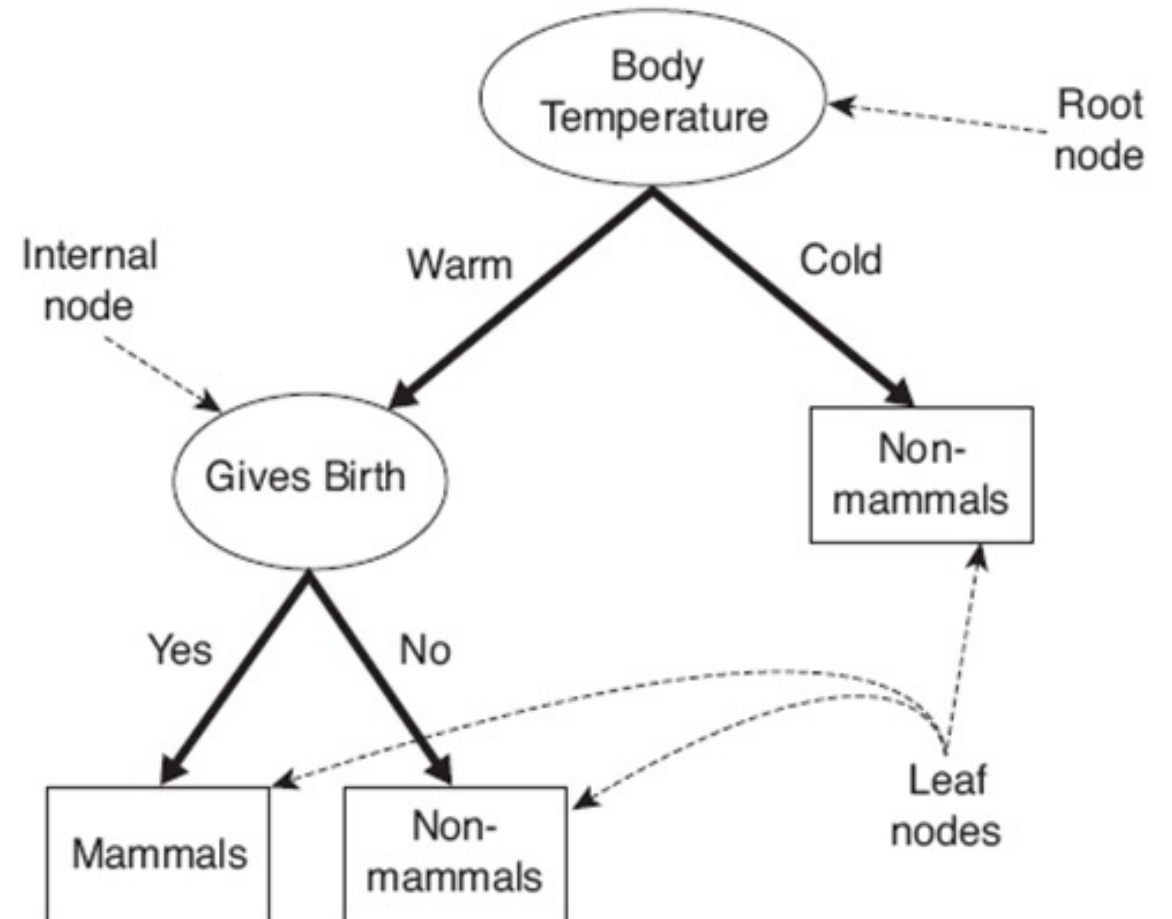 Body
Temperature
Root
node
Internal
node
Warm
Cold
Gives Birth
Non-
mammals
Yes
No
Leaf
nodes
Mammals
Non-
mammals